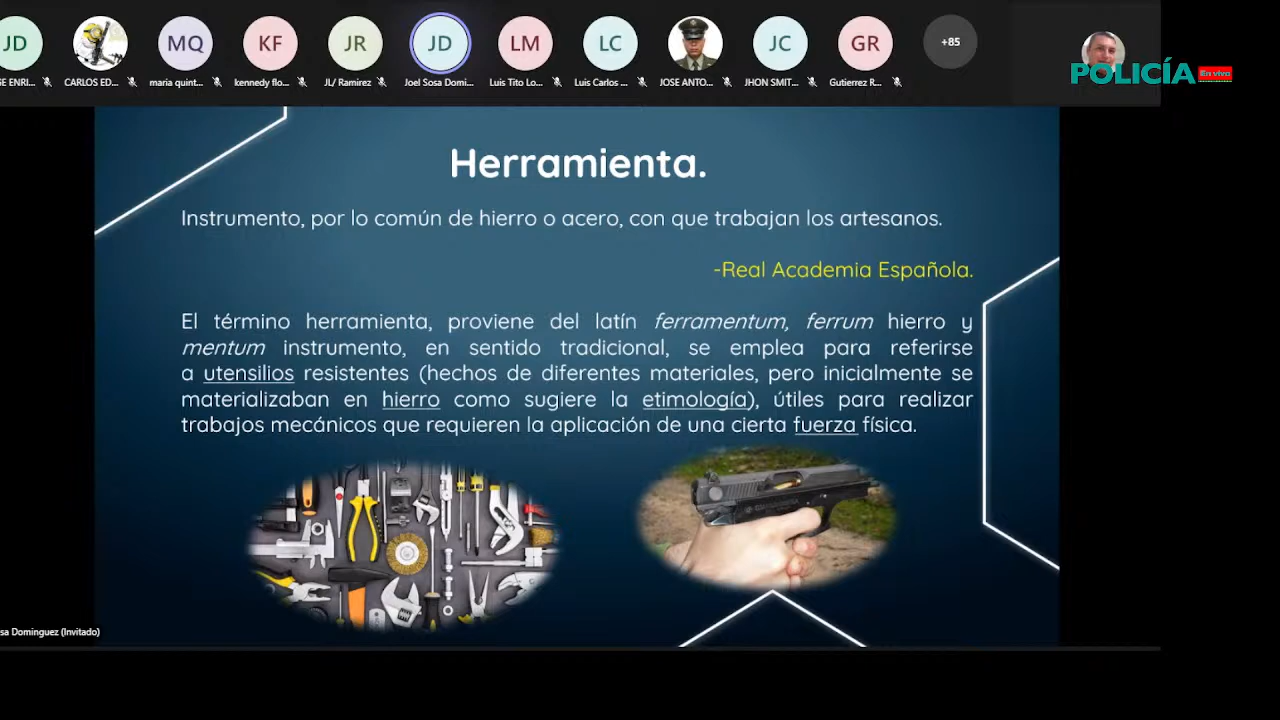 JD
MQ
KF
JR
JD
LM
LC
JC
GR
+85
SE ENRI...
CARLOS ED...
maria quint...
kennedy flo...
JL/ Ramirez
Joel Sosa Domi...
Luis Tito Lo...
Luis Carlos ...
JOSE ANTO...
JHON SMIT...
Gutierrez R...
POLICÍA En vivo
Herramienta.
Instrumento, por lo común de hierro o acero, con que trabajan los artesanos.
-Real Academia Española.
El término herramienta, proviene del latín ferramentum, ferrum hierro y
mentum instrumento, en sentido tradicional, se emplea para referirse
a utensilios resistentes (hechos de diferentes materiales, pero inicialmente se
materializaban en hierro como sugiere la etimología), útiles para realizar
trabajos mecánicos que requieren la aplicación de una cierta fuerza física.
sa Dominguez (Invitado)